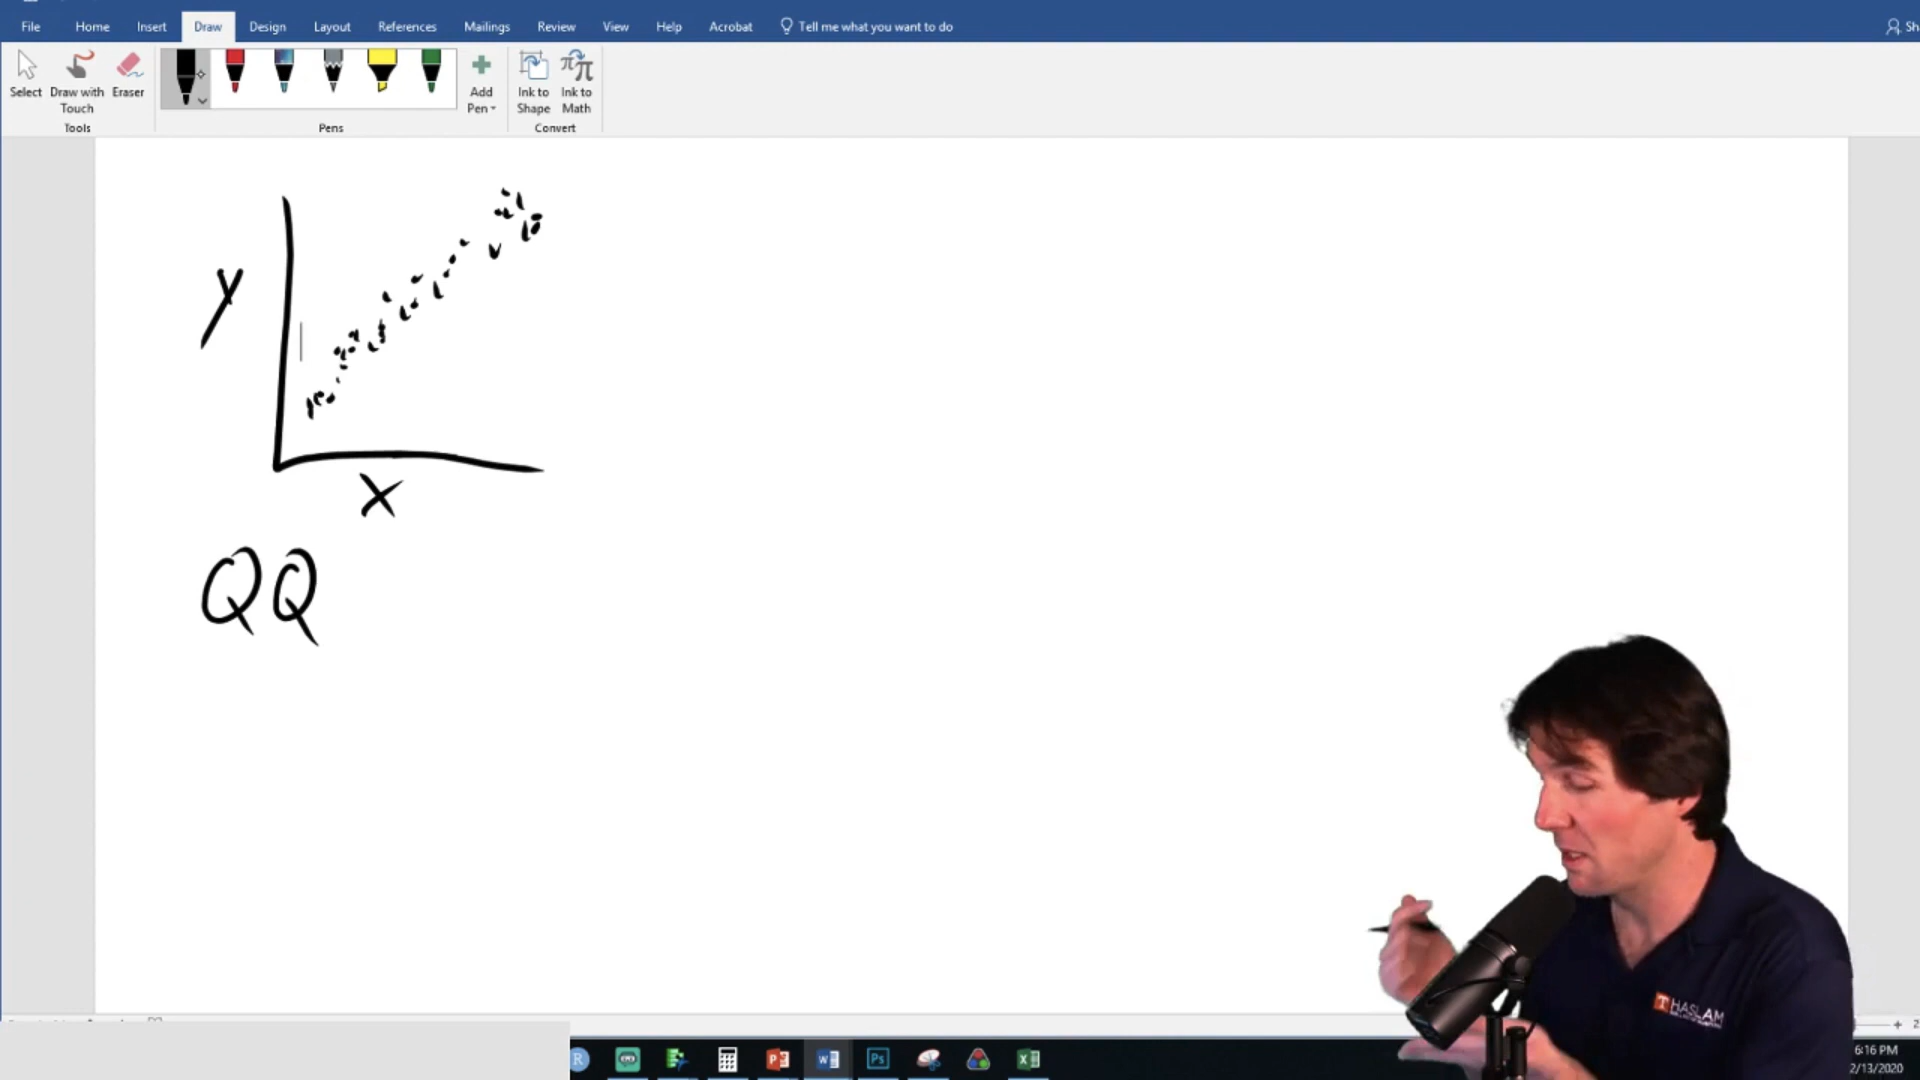 File Home Insert Draw Design Layout References Mailings Review View Help Acrobat Tell me what you want to do
Select Draw with Touch Eraser Add Pen Ink to Shape Ink to Math
Tools Pens Convert
y
x
QQ
T HASLAM
6:16 PM
2/13/2020